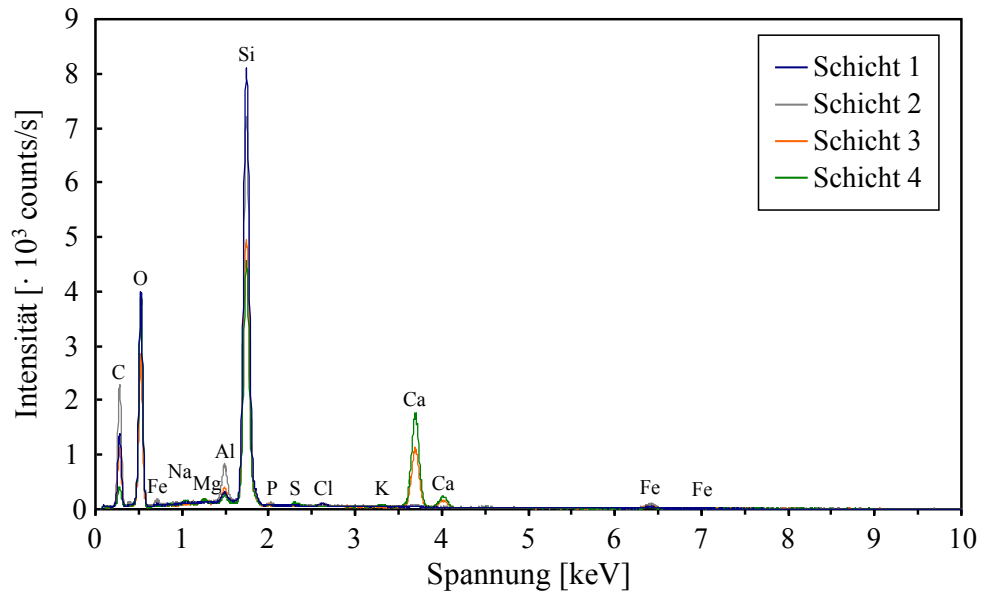 Intensität [· 10³ counts/s]
9
8
7
6
5
4
3
2
1
0
Si
O
C
Fe
Na
Mg
Al
P
S
Cl
K
Ca
Ca
Fe
Fe
Schicht 1
Schicht 2
Schicht 3
Schicht 4
0 1 2 3 4 5 6 7 8 9 10
Spannung [keV]